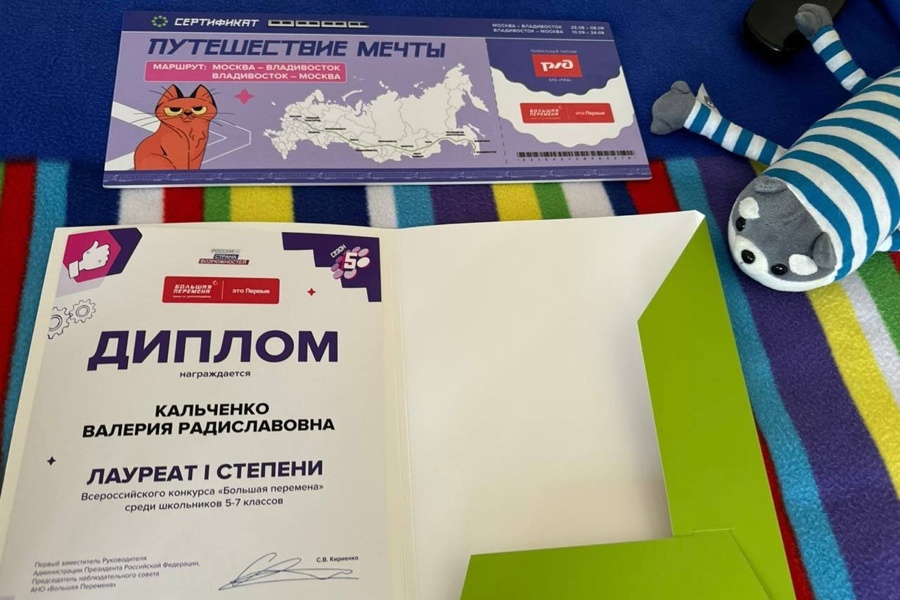 СЕРТИФИКАТ
МОСКВА – ВЛАДИВОСТОК
ВЛАДИВОСТОК – МОСКВА
ПУТЕШЕСТВИЕ МЕЧТЫ
МАРШРУТ: МОСКВА – ВЛАДИВОСТОК
ВЛАДИВОСТОК – МОСКВА
ржд
БОЛЬШАЯ ПЕРЕМЕНА
это Первые
СЕЗОН 5
РОССИЯ
СТРАНА
ВОЗМОЖНОСТЕЙ
БОЛЬШАЯ
ПЕРЕМЕНА
это Первые
ДИПЛОМ
награждается
КАЛЬЧЕНКО
ВАЛЕРИЯ РАДИСЛАВОВНА
ЛАУРЕАТ I СТЕПЕНИ
Всероссийского конкурса «Большая перемена»
среди школьников 5-7 классов
Первый заместитель Руководителя
Администрации Президента Российской Федерации,
Председатель наблюдательного совета
АНО «Большая Перемена»
С.В. Кириенко